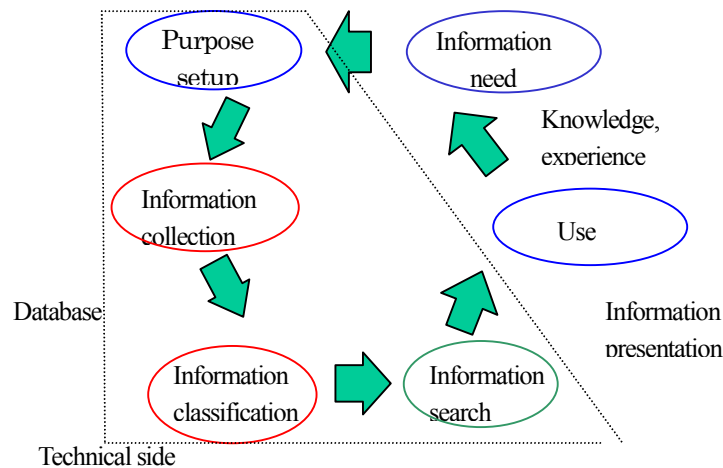 Purpose
setup
Information
need
Knowledge,
experience
Information
collection
Use
Database
Information
presentation
Information
classification
Information
search
Technical side